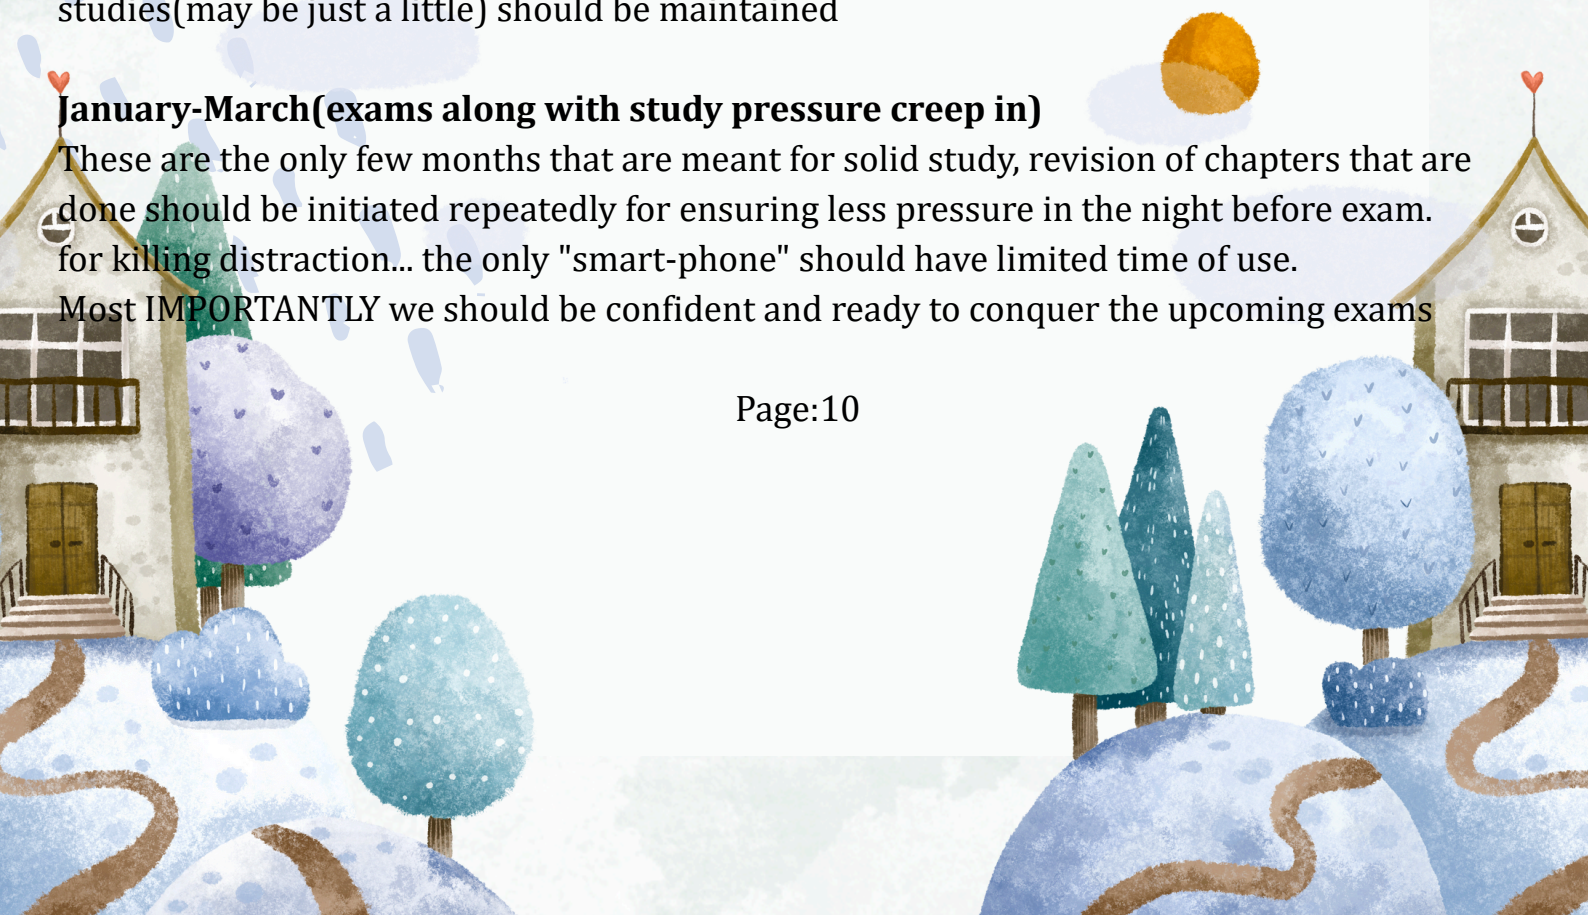 studies(may be just a little) should be maintained
January-March(exams along with study pressure creep in)
These are the only few months that are meant for solid study, revision of chapters that are
done should be initiated repeatedly for ensuring less pressure in the night before exam.
for killing distraction... the only "smart-phone" should have limited time of use.
Most IMPORTANTLY we should be confident and ready to conquer the upcoming exams
Page:10